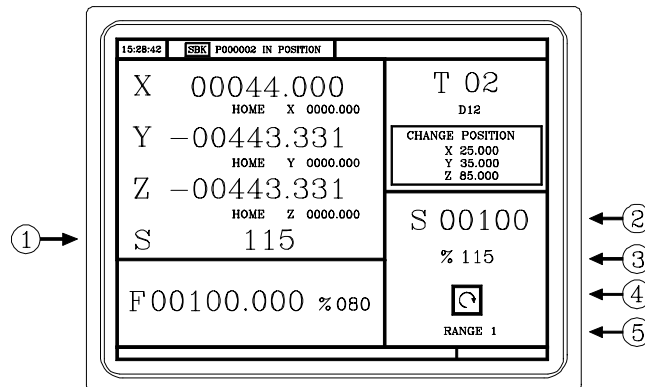 15:28:42 SBK P000002 IN POSITION
X 00044.000
HOME X 0000.000
Y -00443.331
HOME Y 0000.000
Z -00443.331
HOME Z 0000.000
S 115
F00100.000 %080
T 02
D12
CHANGE POSITION
X 25.000
Y 35.000
Z 85.000
S 00100
% 115
RANGE 1
1
2
3
4
5